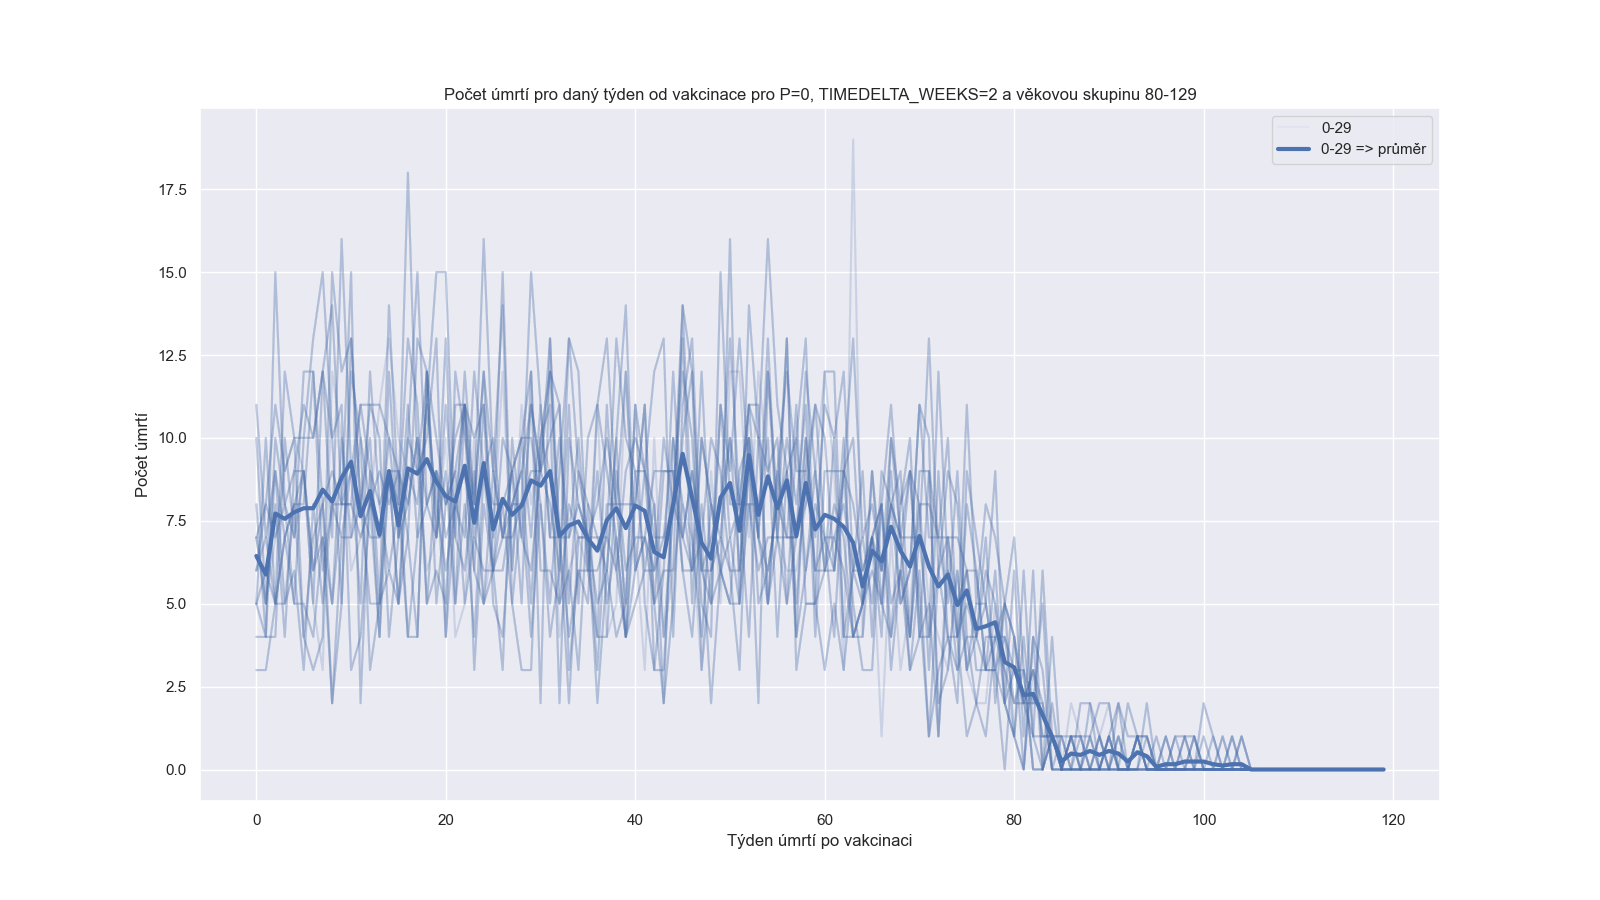 Počet úmrtí pro daný týden od vakcinace pro P=0, TIMEDELTA_WEEKS=2 a věkovou skupinu 80-129
0-29
0-29 => průměr
17.5
15.0
12.5
10.0
7.5
5.0
2.5
0.0
Počet úmrtí
0 20 40 60 80 100 120
Týden úmrtí po vakcinaci